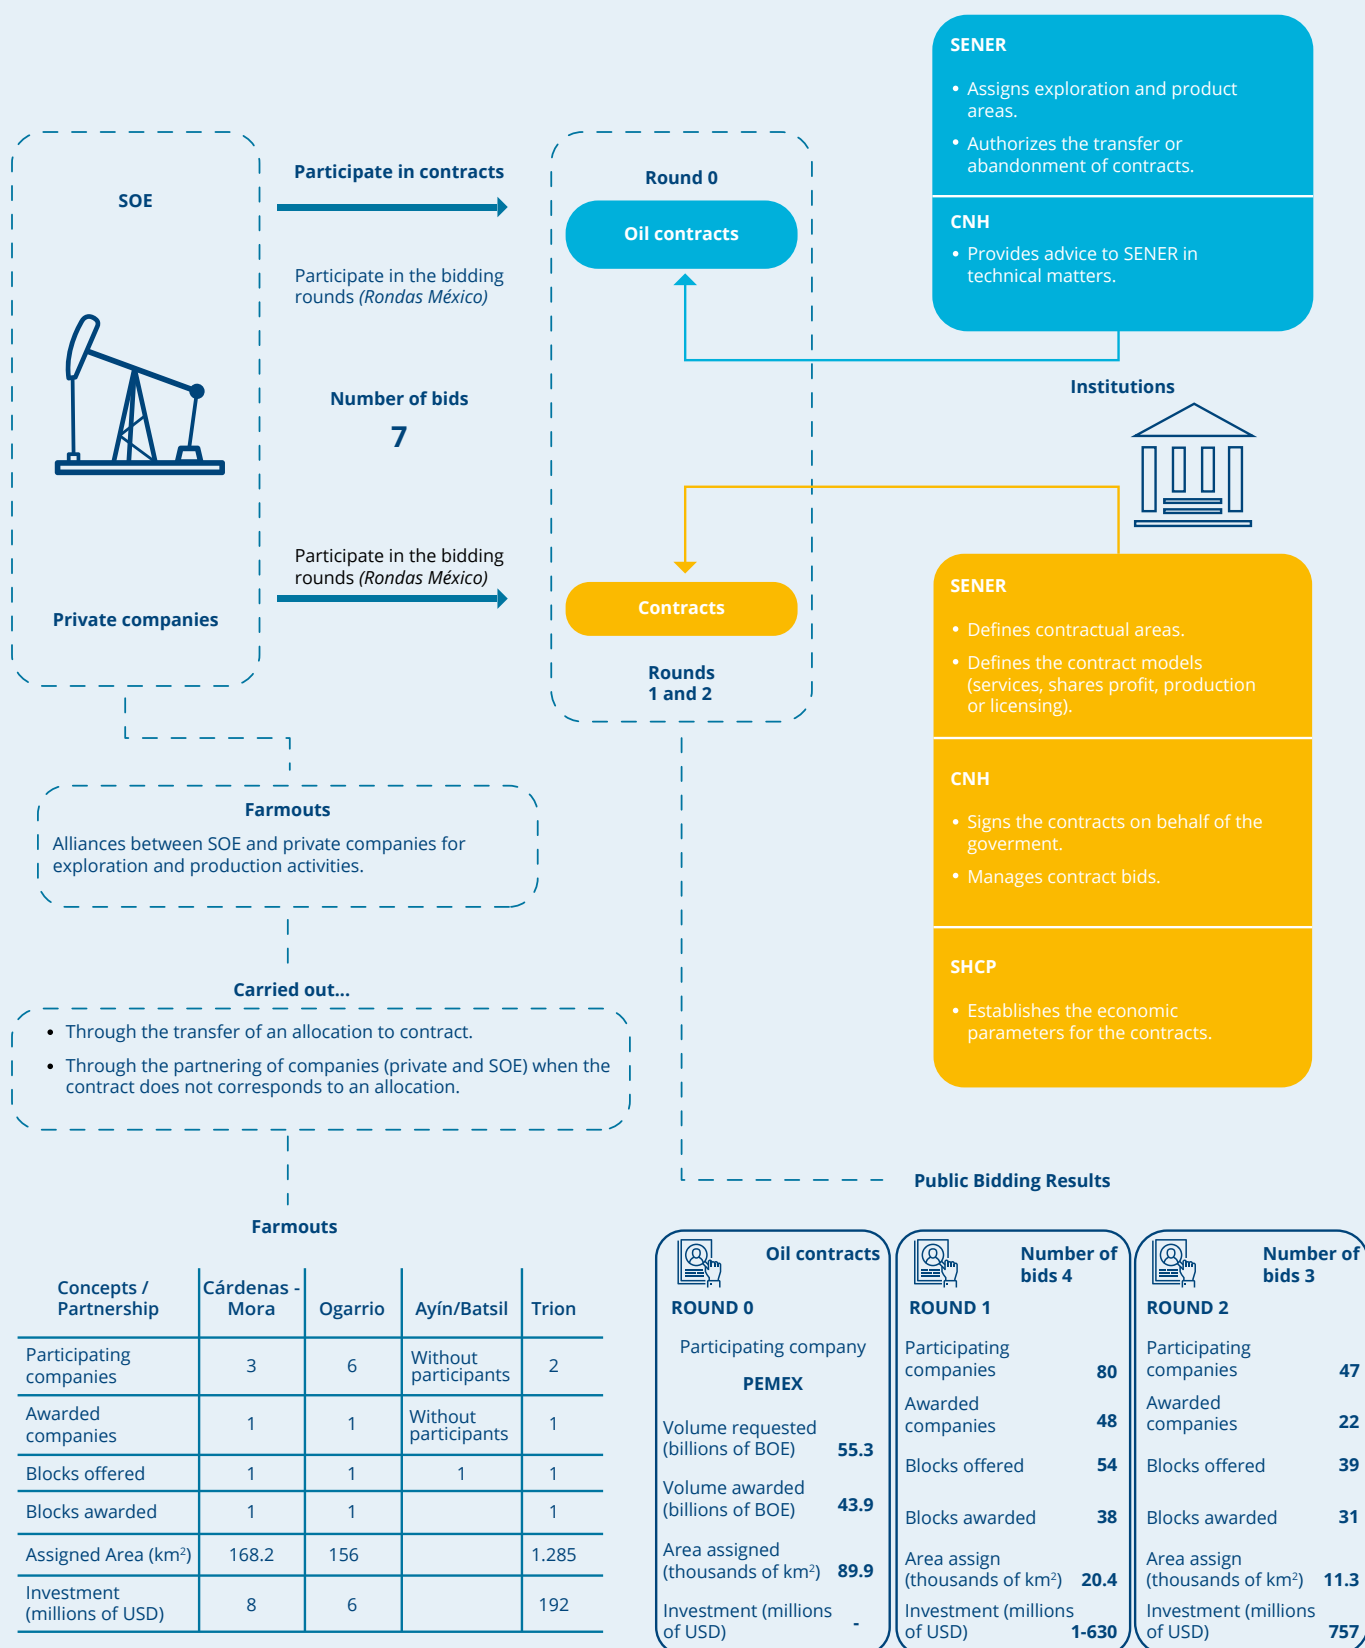 SENER
• Assigns exploration and product
areas.
• Authorizes the transfer or
abandonment of contracts.
CNH
• Provides advice to SENER in
technical matters.
SOE
Participate in contracts
Participate in the bidding
rounds (Rondas México)
Number of bids
7
Participate in the bidding
rounds (Rondas México)
Private companies
Round 0
Oil contracts
Contracts
Rounds
1 and 2
Institutions
SENER
• Defines contractual areas.
• Defines the contract models
(services, shares profit, production
or licensing).
CNH
• Signs the contracts on behalf of the
goverment.
• Manages contract bids.
SHCP
• Establishes the economic
parameters for the contracts.
Farmouts
Alliances between SOE and private companies for
exploration and production activities.
Carried out...
• Through the transfer of an allocation to contract.
• Through the partnering of companies (private and SOE) when the
contract does not corresponds to an allocation.
Farmouts
Concepts /
Partnership
Cárdenas -
Mora
Ogarrio
Ayín/Batsil
Trion
Participating
companies
3
6
Without
participants
2
Awarded
companies
1
1
Without
participants
1
Blocks offered 1 1 1 1
Blocks awarded 1 1 1
Assigned Area (km²) 168.2 156 1.285
Investment
(millions of USD)
8
6
192
Public Bidding Results
Oil contracts
ROUND 0
Participating company
PEMEX
Volume requested
(billions of BOE) 55.3
Volume awarded
(billions of BOE) 43.9
Area assigned
(thousands of km²) 89.9
Investment (millions
of USD) -
Number of
bids 4
ROUND 1
Participating
companies 80
Awarded
companies 48
Blocks offered 54
Blocks awarded 38
Area assign
(thousands of km²) 20.4
Investment (millions
of USD) 1-630
Number of
bids 3
ROUND 2
Participating
companies 47
Awarded
companies 22
Blocks offered 39
Blocks awarded 31
Area assign
(thousands of km²) 11.3
Investment (millions
of USD) 757